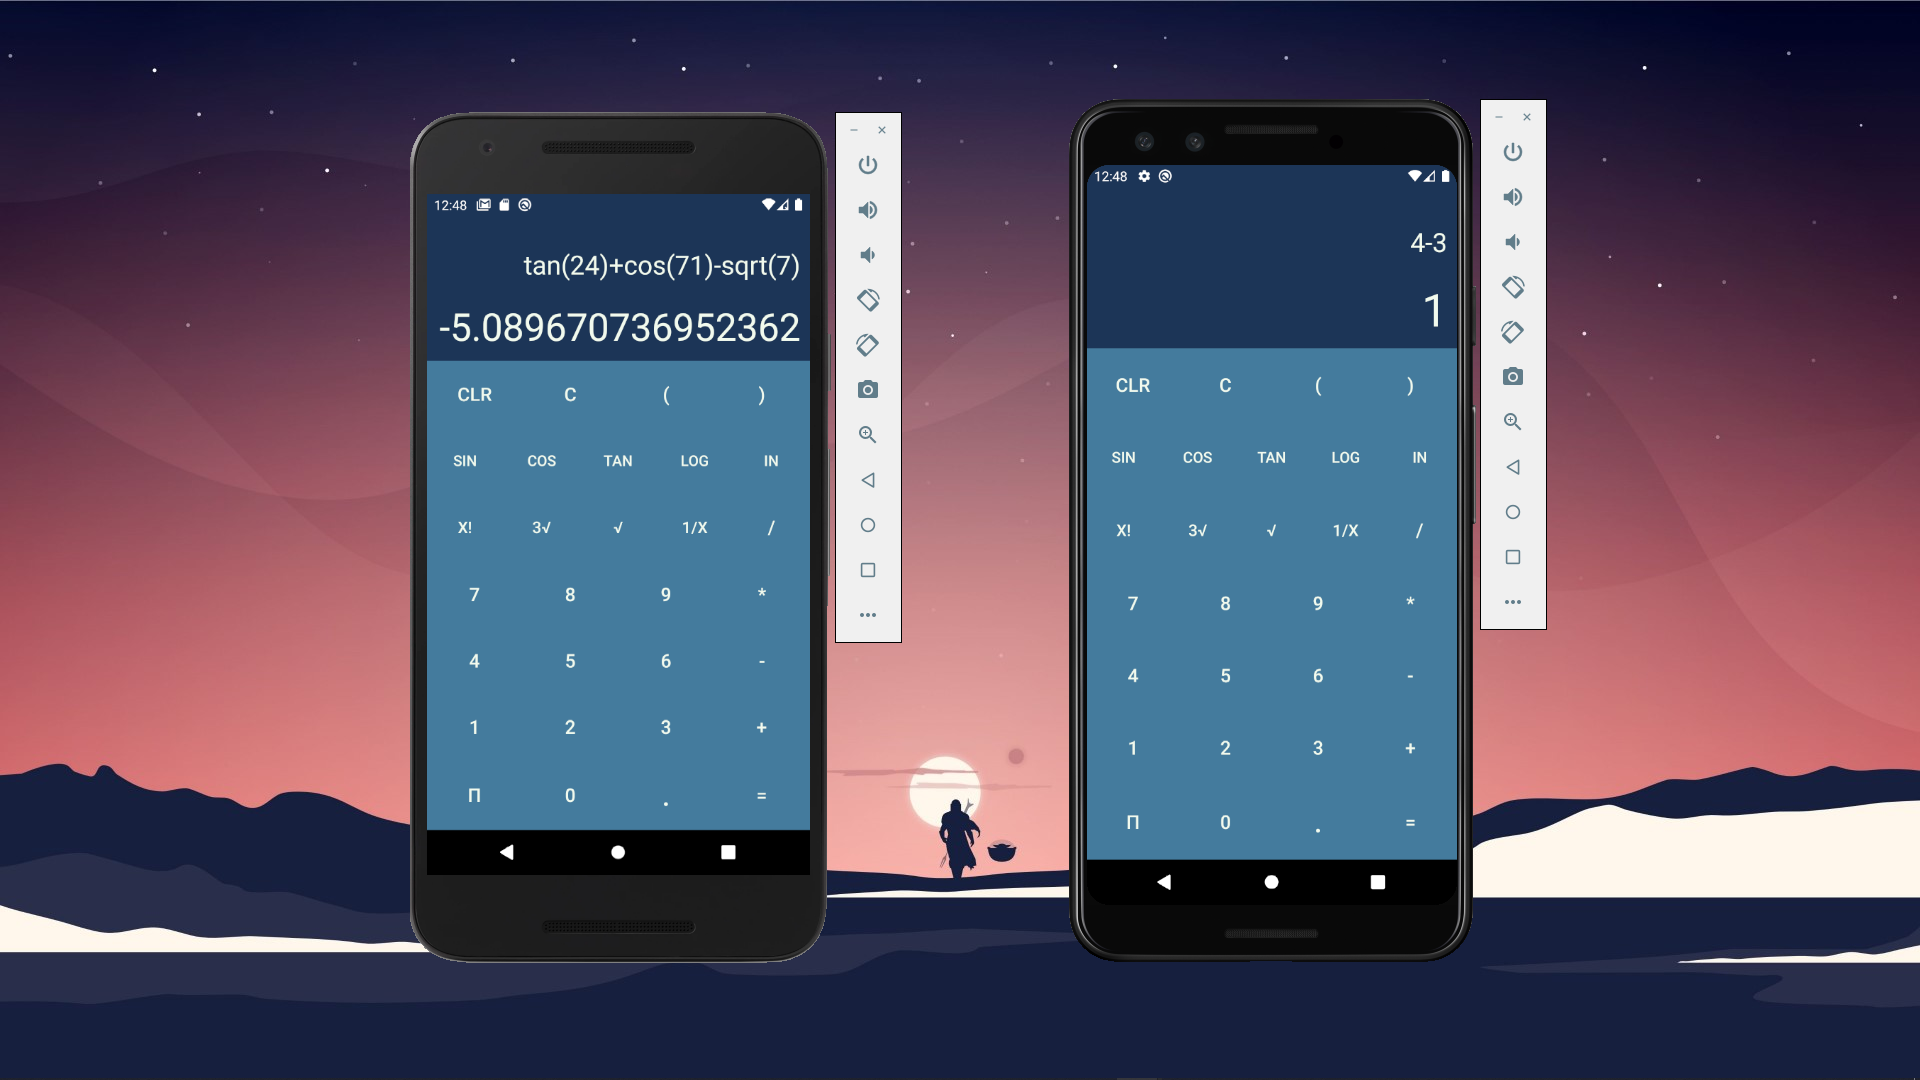 12:48
tan(24)+cos(71)-sqrt(7)
-5.089670736952362
CLR C ( )
SIN COS TAN LOG IN
X! 3√ √ 1/X /
7 8 9 *
4 5 6 -
1 2 3 +
П 0 . =
12:48
4-3
1
CLR C ( )
SIN COS TAN LOG IN
X! 3√ √ 1/X /
7 8 9 *
4 5 6 -
1 2 3 +
П 0 . =